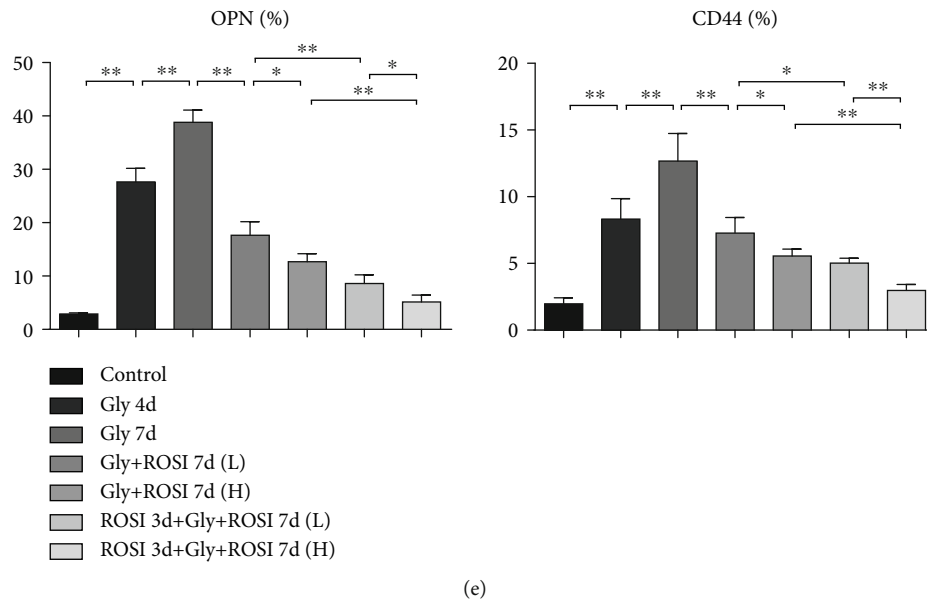 OPN (%)
CD44 (%)
50
40
30
20
10
0
** ** ** * ** * **
20
15
10
5
0
** ** ** * * ** **
Control
Gly 4d
Gly 7d
Gly+ROSI 7d (L)
Gly+ROSI 7d (H)
ROSI 3d+Gly+ROSI 7d (L)
ROSI 3d+Gly+ROSI 7d (H)
(e)